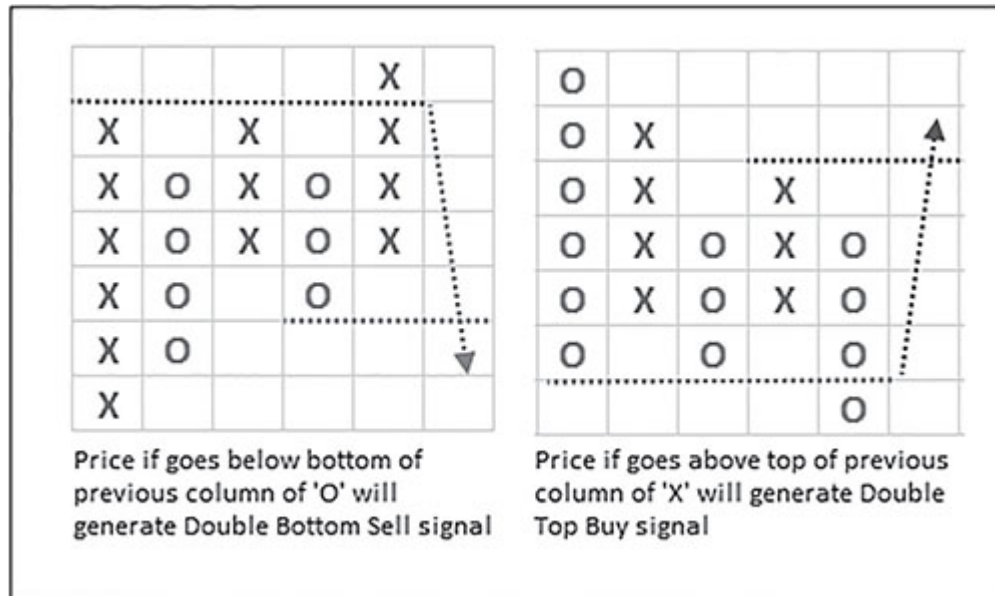 X
X X X
X O X O X
X O X O X
X O O
X O
X
Price if goes below bottom of
previous column of 'O' will
generate Double Bottom Sell signal
O
O X
O X X
O X O X O
O X O X O
O O O
O
Price if goes above top of previous
column of 'X' will generate Double
Top Buy signal